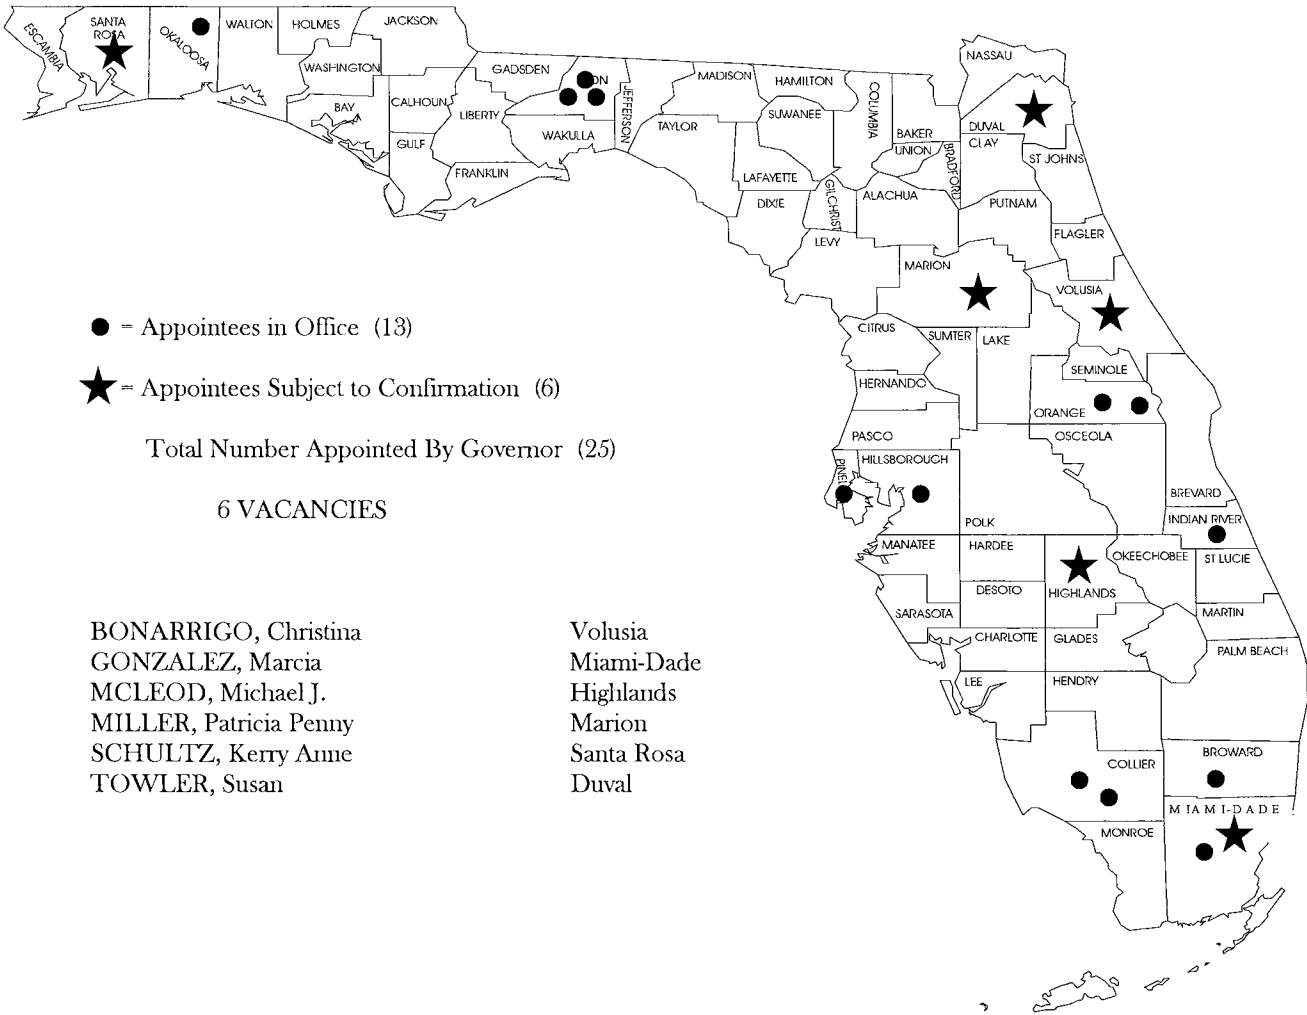 ESCAMBIA
SANTA
ROSA
OKALOOSA
WALTON
HOLMES
JACKSON
WASHINGTON
BAY
CALHOUN
GULF
GADSDEN
LIBERTY
FRANKLIN
ON
WAKULLA
JEFFERSON
MADISON
TAYLOR
HAMILTON
SUWANEE
LAFAYETTE
DIXIE
COLUMBIA
GILCHRIST
BAKER
UNION
BRADFORD
ALACHUA
LEVY
NASSAU
DUVAL
CLAY
ST JOHNS
PUTNAM
FLAGLER
MARION
VOLUSIA
CITRUS
SUMTER
LAKE
HERNANDO
SEMINOLE
ORANGE
PASCO
OSCEOLA
HILLSBOROUGH
POLK
BREVARD
INDIAN RIVER
MANATEE
HARDEE
OKEECHOBEE
ST LUCIE
DESOTO
HIGHLANDS
SARASOTA
MARTIN
CHARLOTTE
GLADES
PALM BEACH
LEE
HENDRY
COLLIER
BROWARD
MIAMI-DADE
MONROE
= Appointees in Office (13)
= Appointees Subject to Confirmation (6)
Total Number Appointed By Governor (25)
6 VACANCIES
BONARRIGO, Christina Volusia
GONZALEZ, Marcia Miami-Dade
MCLEOD, Michael J. Highlands
MILLER, Patricia Penny Marion
SCHULTZ, Kerry Anne Santa Rosa
TOWLER, Susan Duval